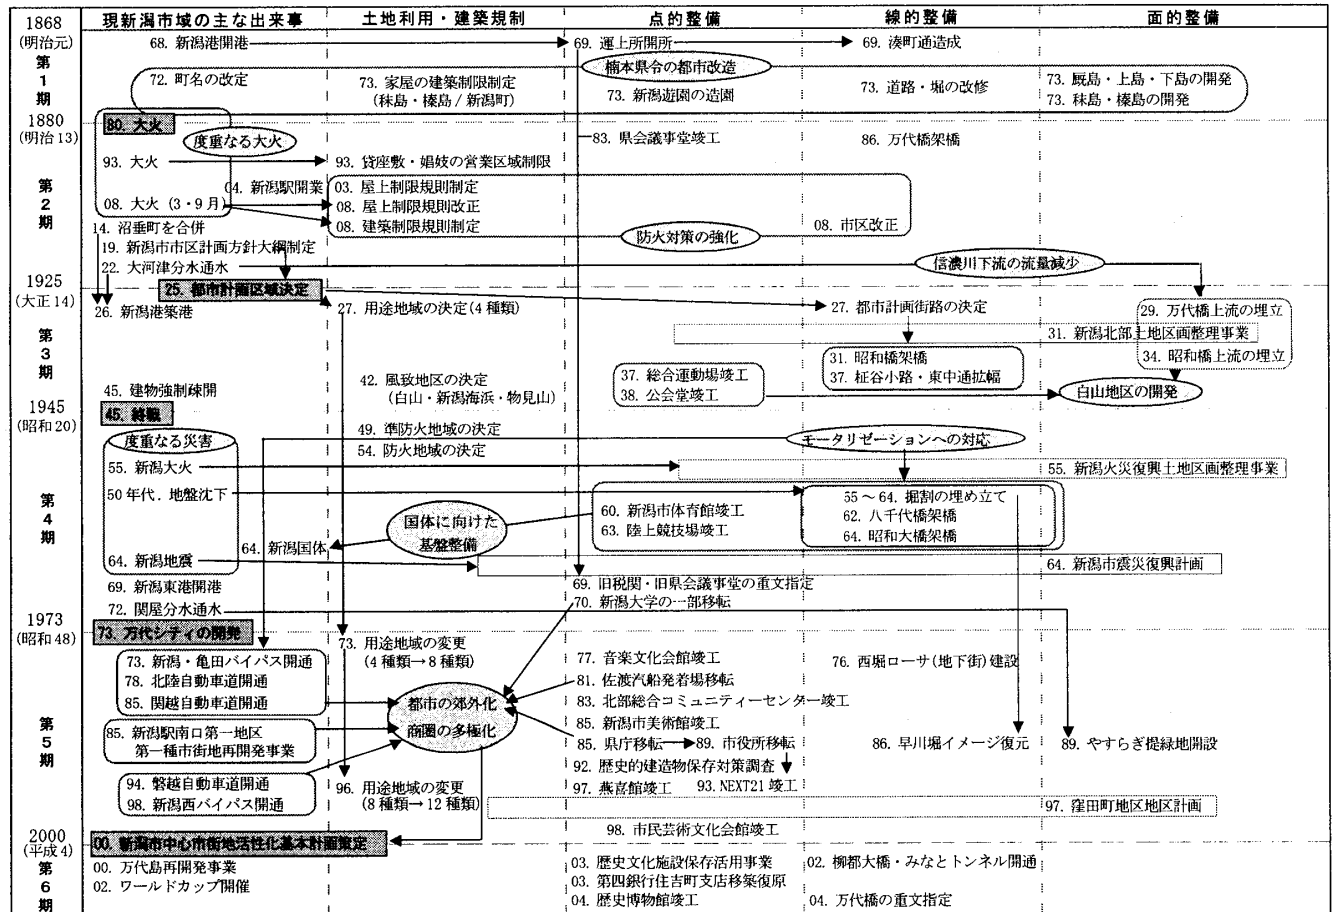 現新潟市域の主な出来事
土地利用・建築規制
点的整備
線的整備
面的整備
1868
(明治元)
第1期
68. 新潟港開港
69. 運上所開所
69. 湊町通造成
楠本県令の都市改造
72. 町名の改定
73. 家屋の建築制限制定
(秣島・榛島 / 新潟町)
73. 新潟遊園の造園
73. 道路・堀の改修
73. 厩島・上島・下島の開発
73. 秣島・榛島の開発
1880
(明治13)
第2期
80. 大火
度重なる大火
83. 県会議事堂竣工
86. 万代橋架橋
93. 大火
93. 貸座敷・娼妓の営業区域制限
04. 新潟駅開業
03. 屋上制限規則制定
08. 大火 (3・9月)
08. 屋上制限規則改正
08. 建築制限規則制定
08. 市区改正
防火対策の強化
14. 沼垂町を合併
19. 新潟市市区計画方針大綱制定
22. 大河津分水通水
信濃川下流の流量減少
1925
(大正14)
第3期
25. 都市計画区域決定
26. 新潟港築港
27. 用途地域の決定(4種類)
27. 都市計画街路の決定
29. 万代橋上流の埋立
31. 新潟北部土地区画整理事業
31. 昭和橋架橋
34. 昭和橋上流の埋立
37. 総合運動場竣工
37. 柾谷小路・東中通拡幅
38. 公会堂竣工
白山地区の開発
42. 風致地区の決定
(白山・新潟海浜・物見山)
45. 建物強制疎開
1945
(昭和20)
第4期
45. 終戦
度重なる災害
49. 準防火地域の決定
54. 防火地域の決定
モータリゼーションへの対応
55. 新潟大火
55. 新潟火災復興土地区画整理事業
50年代. 地盤沈下
55～64. 掘割の埋め立て
国体に向けた
基盤整備
60. 新潟市体育館竣工
62. 八千代橋架橋
63. 陸上競技場竣工
64. 昭和大橋架橋
64. 新潟国体
64. 新潟地震
64. 新潟市震災復興計画
69. 新潟東港開港
69. 旧税関・旧県会議事堂の重文指定
70. 新潟大学の一部移転
72. 関屋分水通水
1973
(昭和48)
第5期
73. 万代シティの開発
73. 用途地域の変更
(4種類→8種類)
73. 新潟・亀田バイパス開通
78. 北陸自動車道開通
85. 関越自動車道開通
76. 西堀ローサ(地下街)建設
77. 音楽文化会館竣工
81. 佐渡汽船発着場移転
83. 北部総合コミュニティーセンター竣工
都市の郊外化
商圏の多極化
85. 新潟市美術館竣工
85. 新潟駅南口第一地区
第一種市街地再開発事業
85. 県庁移転
89. 市役所移転
86. 早川堀イメージ復元
89. やすらぎ提緑地開設
92. 歴史的建造物保存対策調査
94. 磐越自動車道開通
98. 新潟西バイパス開通
96. 用途地域の変更
(8種類→12種類)
97. 燕喜館竣工
93. NEXT21竣工
97. 窪田町地区地区計画
98. 市民芸術文化会館竣工
2000
(平成4)
第6期
00. 新潟市中心市街地活性化基本計画策定
00. 万代島再開発事業
02. ワールドカップ開催
03. 歴史文化施設保存活用事業
03. 第四銀行住吉町支店移築復原
04. 歴史博物館竣工
02. 柳都大橋・みなとトンネル開通
04. 万代橋の重文指定